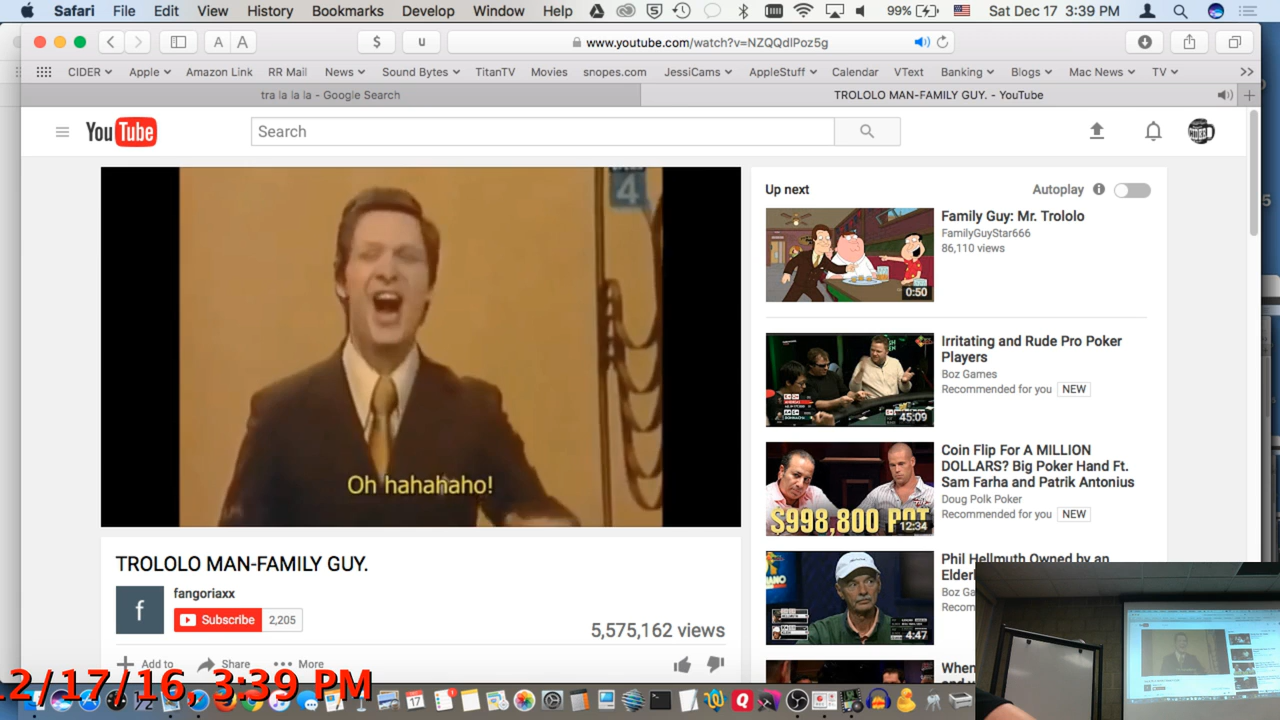 Safari File Edit View History Bookmarks Develop Window Help 99% Sat Dec 17 3:39 PM
A A $ u www.youtube.com/watch?v=NZQQdlPoz5g
CIDER Apple Amazon Link RR Mail News Sound Bytes TitanTV Movies snopes.com JessiCams AppleStuff Calendar VText Banking Blogs Mac News TV
tra la la la - Google Search TROLOLO MAN-FAMILY GUY. - YouTube
YouTube Search
4
Oh hahahaho!
Up next Autoplay
Family Guy: Mr. Trololo
FamilyGuyStar666
86,110 views
0:50
Irritating and Rude Pro Poker
Players
Boz Games
Recommended for you NEW
45:09
Coin Flip For A MILLION
DOLLARS? Big Poker Hand Ft.
Sam Farha and Patrik Antonius
Doug Polk Poker
Recommended for you NEW
$998,800
12:34
Phil Hellmuth Owned by an
4:47
TROLOLO MAN-FAMILY GUY.
f fangoriaxx
Subscribe 2,205
5,575,162 views
Add to Share More
12/17/16, 3:39 PM